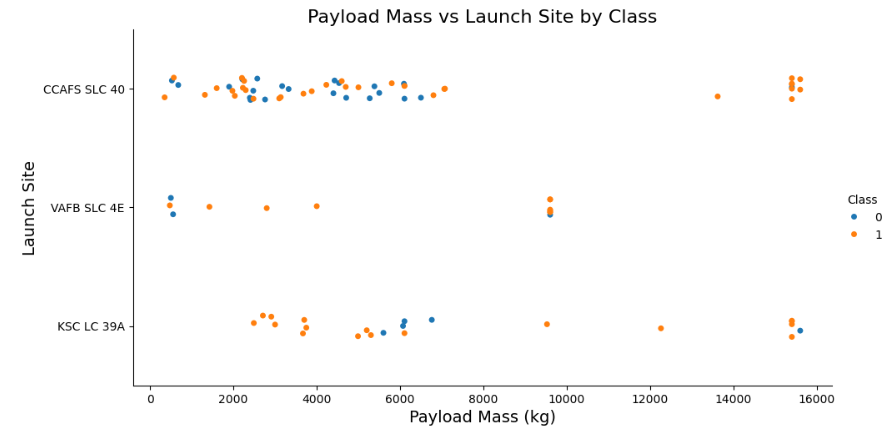 Payload Mass vs Launch Site by Class
Launch Site
CCAFS SLC 40
VAFB SLC 4E
KSC LC 39A
0 2000 4000 6000 8000 10000 12000 14000 16000
Payload Mass (kg)
Class
0
1